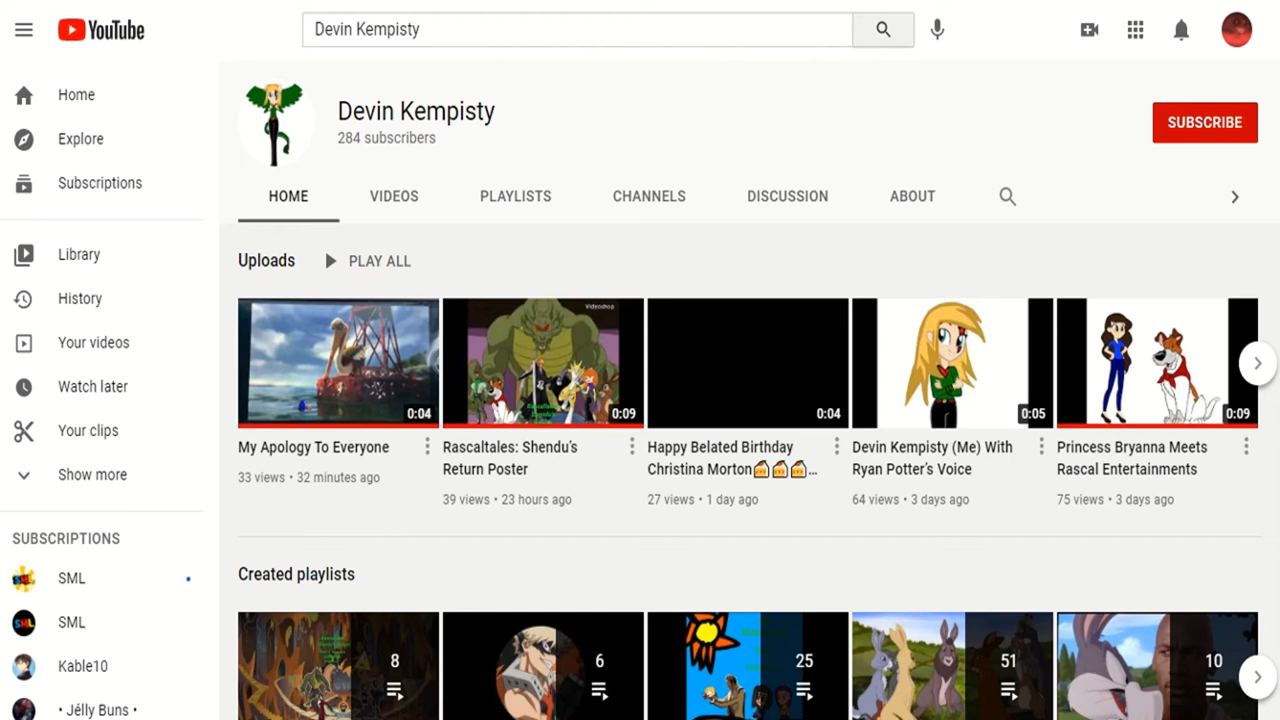 YouTube
Devin Kempisty
Home
Explore
Subscriptions
Library
History
Your videos
Watch later
Your clips
Show more
SUBSCRIPTIONS
SML
SML
Kable10
• Jélly Buns •
Devin Kempisty
284 subscribers
SUBSCRIBE
HOME VIDEOS PLAYLISTS CHANNELS DISCUSSION ABOUT
Uploads PLAY ALL
0:04
Videoshop
0:09
0:04
0:05
0:09
My Apology To Everyone
33 views • 32 minutes ago
Rascaltales: Shendu's
Return Poster
39 views • 23 hours ago
Happy Belated Birthday
Christina Morton🍰🍰🍰...
27 views • 1 day ago
Devin Kempisty (Me) With
Ryan Potter's Voice
64 views • 3 days ago
Princess Bryanna Meets
Rascal Entertainments
75 views • 3 days ago
Created playlists
8
6
25
51
10